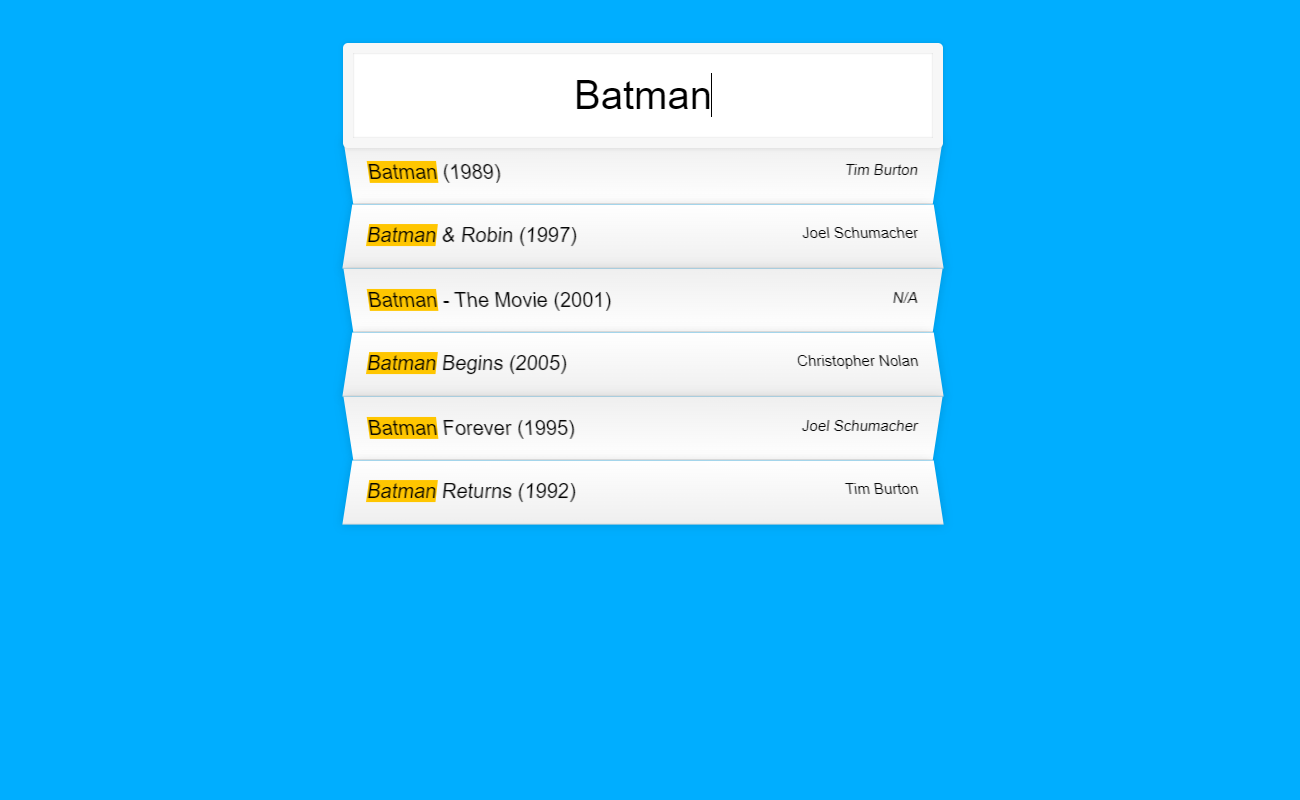 Batman
Batman (1989) Tim Burton
Batman & Robin (1997) Joel Schumacher
Batman - The Movie (2001) N/A
Batman Begins (2005) Christopher Nolan
Batman Forever (1995) Joel Schumacher
Batman Returns (1992) Tim Burton